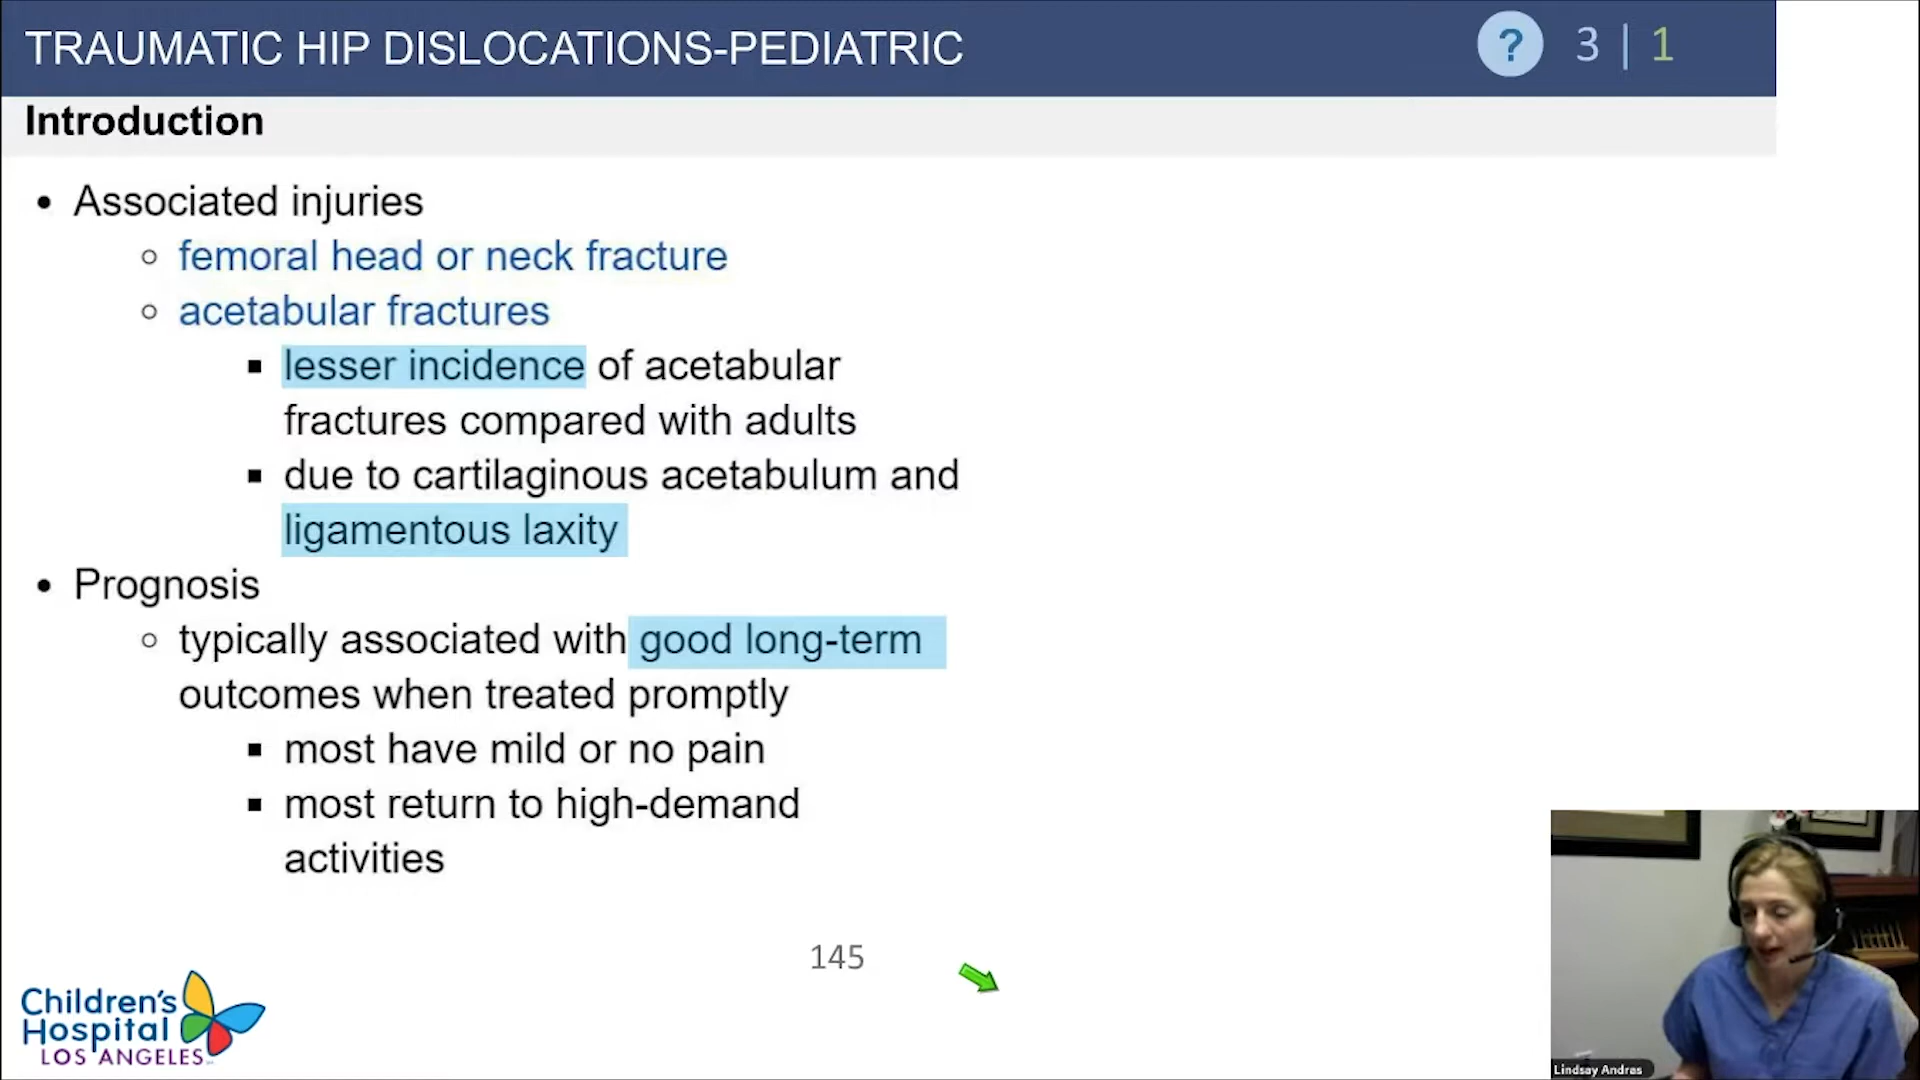 TRAUMATIC HIP DISLOCATIONS-PEDIATRIC
? 3 | 1
Introduction
• Associated injuries
○ femoral head or neck fracture
○ acetabular fractures
▪ lesser incidence of acetabular
fractures compared with adults
▪ due to cartilaginous acetabulum and
ligamentous laxity
• Prognosis
○ typically associated with good long-term
outcomes when treated promptly
▪ most have mild or no pain
▪ most return to high-demand
activities
145
Children's
Hospital
LOS ANGELES
Lindsay Andras